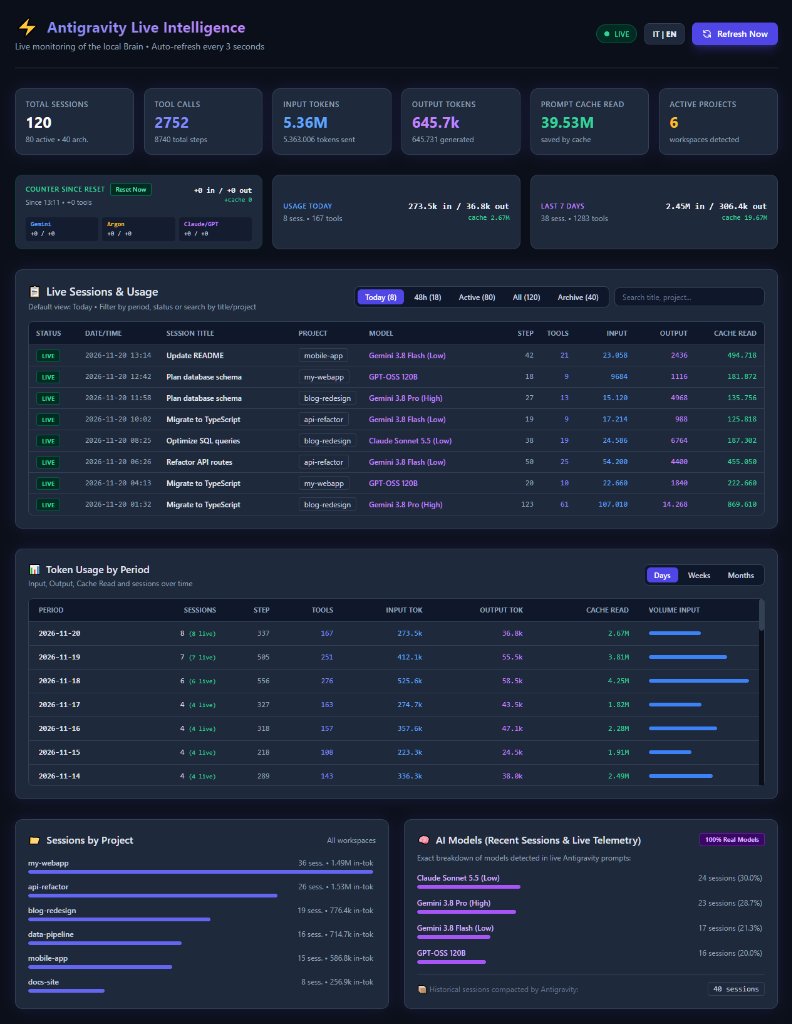 Antigravity Live Intelligence
Live monitoring of the local Brain • Auto-refresh every 3 seconds
LIVE
IT | EN
Refresh Now
TOTAL SESSIONS
120
80 active • 40 arch.
TOOL CALLS
2752
8740 total steps
INPUT TOKENS
5.36M
5.363.006 tokens sent
OUTPUT TOKENS
645.7k
645.731 generated
PROMPT CACHE READ
39.53M
saved by cache
ACTIVE PROJECTS
6
workspaces detected
COUNTER SINCE RESET Reset Now
Since 13:11 • +0 tools
+0 in / +0 out
+cache 0
Gemini
+0 / +0
Argon
+0 / +0
Claude/GPT
+0 / +0
USAGE TODAY
8 sess. • 167 tools
273.5k in / 36.8k out
cache 2.67M
LAST 7 DAYS
38 sess. • 1283 tools
2.45M in / 306.4k out
cache 19.67M
Live Sessions & Usage
Default view: Today • Filter by period, status or search by title/project
Today (8) 48h (18) Active (80) All (120) Archive (40)
Search title, project...
STATUS DATE/TIME SESSION TITLE PROJECT MODEL STEP TOOLS INPUT OUTPUT CACHE READ
LIVE 2026-11-20 13:14 Update README mobile-app Gemini 3.8 Flash (Low) 42 21 23.058 2436 494.718
LIVE 2026-11-20 12:42 Plan database schema my-webapp GPT-OSS 120B 18 9 9684 1116 181.872
LIVE 2026-11-20 11:58 Plan database schema blog-redesign Gemini 3.8 Pro (High) 27 13 15.120 4968 135.756
LIVE 2026-11-20 10:02 Migrate to TypeScript api-refactor Gemini 3.8 Flash (Low) 19 9 17.214 988 125.818
LIVE 2026-11-20 08:25 Optimize SQL queries blog-redesign Claude Sonnet 5.5 (Low) 38 19 24.586 6764 187.302
LIVE 2026-11-20 06:26 Refactor API routes api-refactor Gemini 3.8 Flash (Low) 50 25 54.200 4400 455.050
LIVE 2026-11-20 04:13 Migrate to TypeScript my-webapp GPT-OSS 120B 20 10 22.660 1840 222.660
LIVE 2026-11-20 01:32 Migrate to TypeScript blog-redesign Gemini 3.8 Pro (High) 123 61 107.010 14.268 869.610
Token Usage by Period
Input, Output, Cache Read and sessions over time
Days Weeks Months
PERIOD SESSIONS STEP TOOLS INPUT TOK OUTPUT TOK CACHE READ VOLUME INPUT
2026-11-20 8 (8 live) 337 167 273.5k 36.8k 2.67M
2026-11-19 7 (7 live) 505 251 412.1k 55.5k 3.81M
2026-11-18 6 (6 live) 556 276 525.6k 58.5k 4.25M
2026-11-17 4 (4 live) 327 163 274.7k 43.5k 1.82M
2026-11-16 4 (4 live) 318 157 357.6k 47.1k 2.28M
2026-11-15 4 (4 live) 218 108 223.3k 24.5k 1.91M
2026-11-14 4 (4 live) 289 143 336.3k 38.0k 2.49M
Sessions by Project
All workspaces
my-webapp 36 sess. • 1.49M in-tok
api-refactor 26 sess. • 1.53M in-tok
blog-redesign 19 sess. • 776.4k in-tok
data-pipeline 16 sess. • 714.7k in-tok
mobile-app 15 sess. • 586.8k in-tok
docs-site 8 sess. • 256.9k in-tok
AI Models (Recent Sessions & Live Telemetry)
100% Real Models
Exact breakdown of models detected in live Antigravity prompts:
Claude Sonnet 5.5 (Low) 24 sessions (30.0%)
Gemini 3.8 Pro (High) 23 sessions (28.7%)
Gemini 3.8 Flash (Low) 17 sessions (21.3%)
GPT-OSS 120B 16 sessions (20.0%)
Historical sessions compacted by Antigravity: 40 sessions